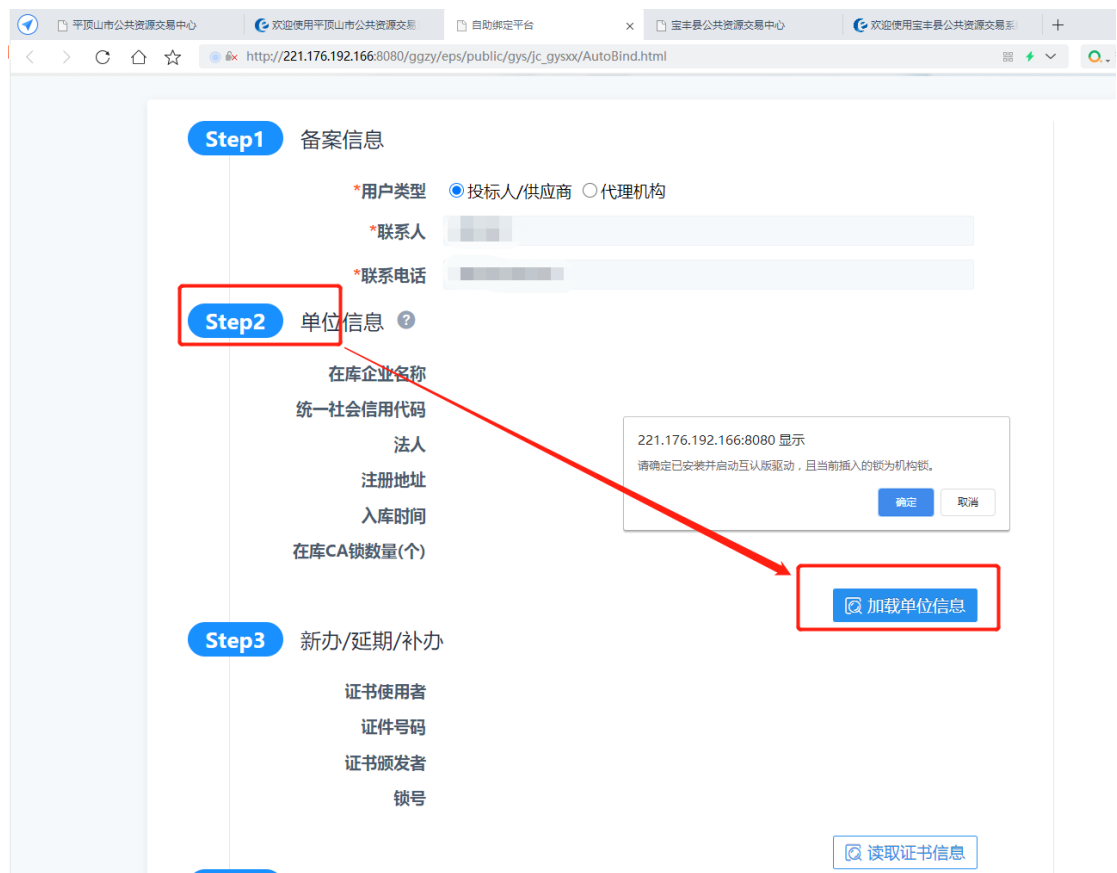 平顶山市公共资源交易中心
欢迎使用平顶山市公共资源交易
自助绑定平台
宝丰县公共资源交易中心
欢迎使用宝丰县公共资源交易系
http://221.176.192.166:8080/ggzy/eps/public/gys/jc_gysxx/AutoBind.html
Step1 备案信息
*用户类型 投标人/供应商 代理机构
*联系人
*联系电话
Step2 单位信息 ?
在库企业名称
统一社会信用代码
法人
221.176.192.166:8080 显示
请确定已安装并启动互认版驱动，且当前插入的锁为机构锁。
注册地址
确定 取消
入库时间
在库CA锁数量(个)
加载单位信息
Step3 新办/延期/补办
证书使用者
证件号码
证书颁发者
锁号
读取证书信息